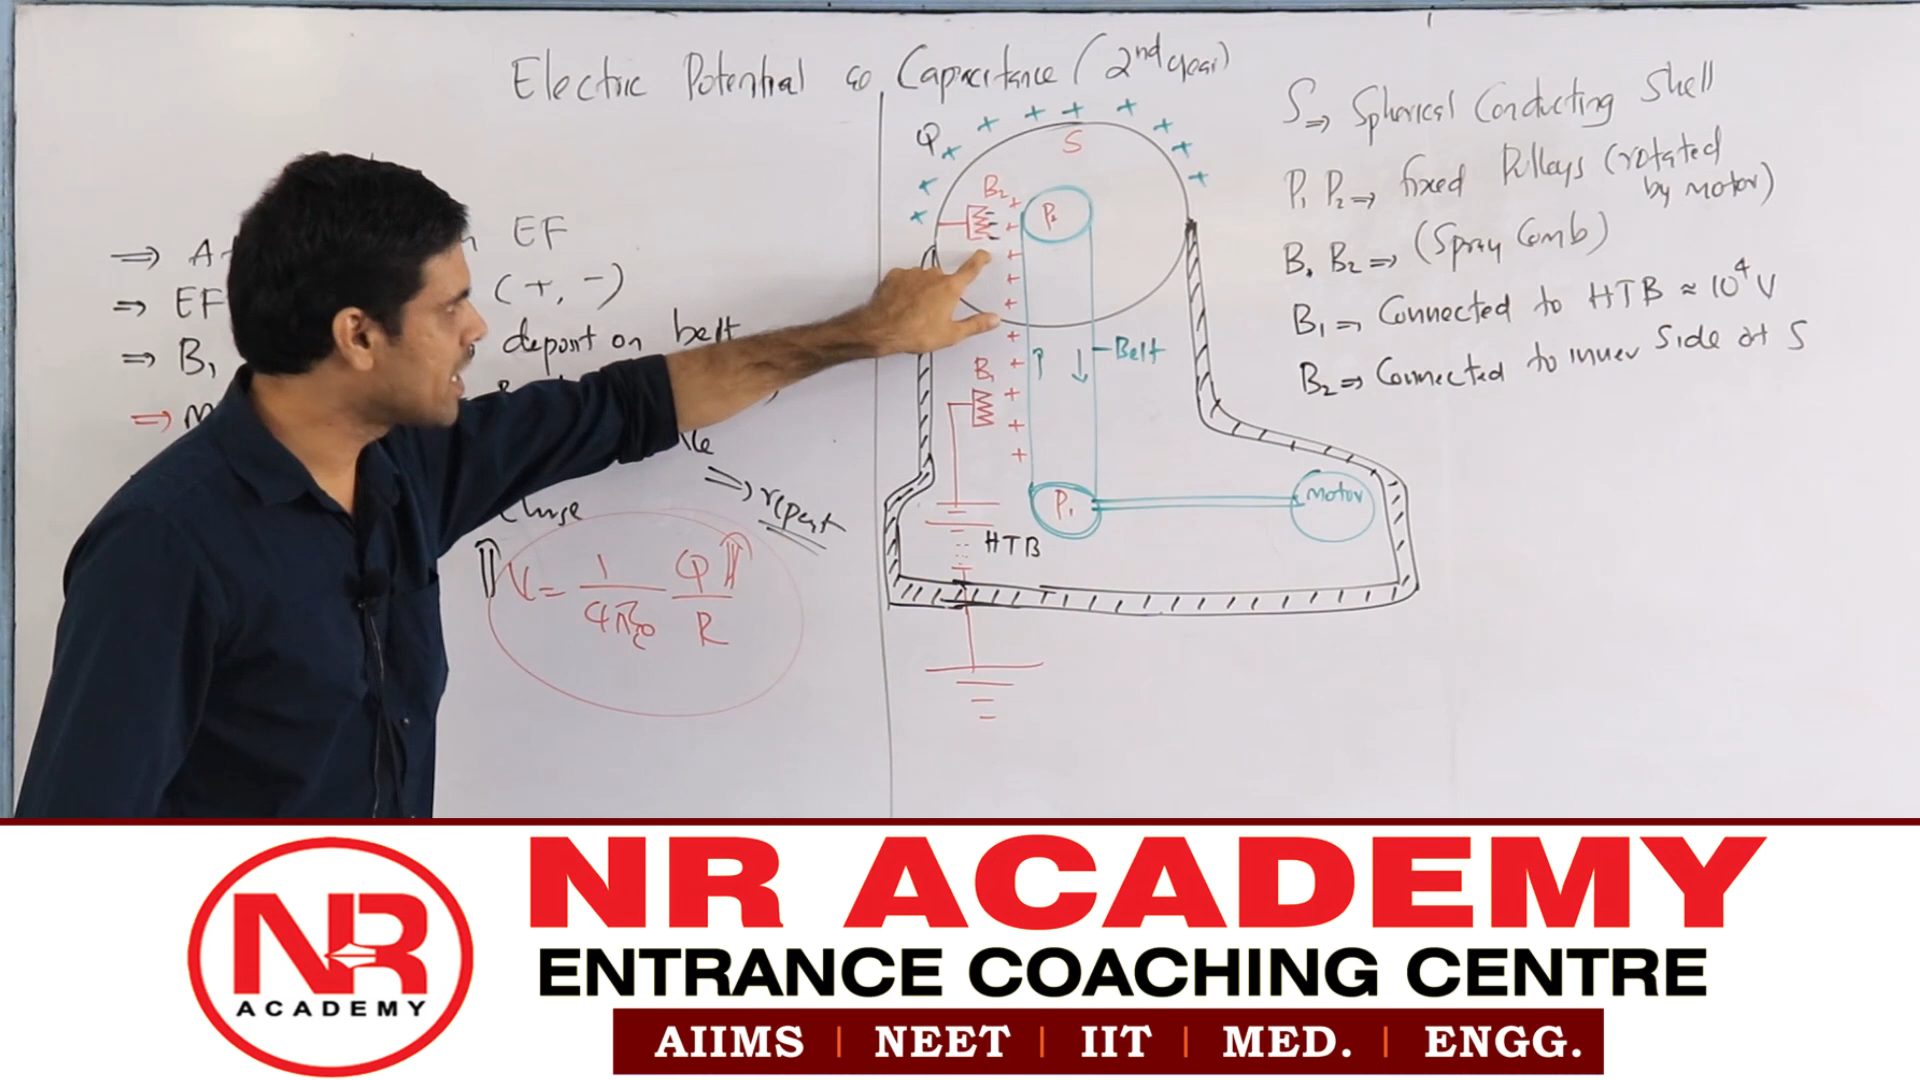 Electric Potential & Capacitance (2nd year)
⇒ A EF
⇒ EF (+, -)
⇒ B₁ deposit on belt
⇒ M
⇒ repeat
V = 1/4πε₀ Q/R
Q
S
B₂
P₂
B₁
Belt
P₁
Motor
HTB
S ⇒ Spherical Conducting Shell
P₁ P₂ ⇒ fixed Pulleys (rotated
by motor)
B₁ B₂ ⇒ (Spray Comb)
B₁ ⇒ Connected to HTB ≈ 10⁴ V
B₂ ⇒ Connected to inner Side of S
NR
ACADEMY
NR ACADEMY
ENTRANCE COACHING CENTRE
AIIMS | NEET | IIT | MED. | ENGG.